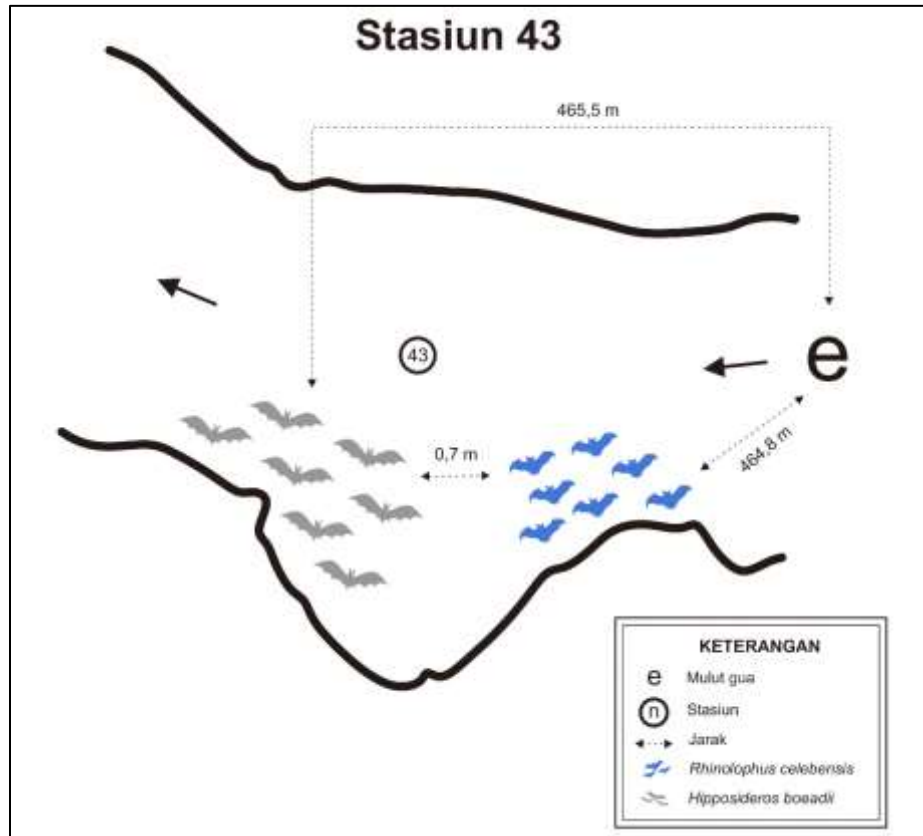 Stasiun 43
465,5 m
43
e
0,7 m
464,8 m
KETERANGAN
e Mulut gua
n Stasiun
Jarak
Rhinolophus celebensis
Hipposideros boeadii